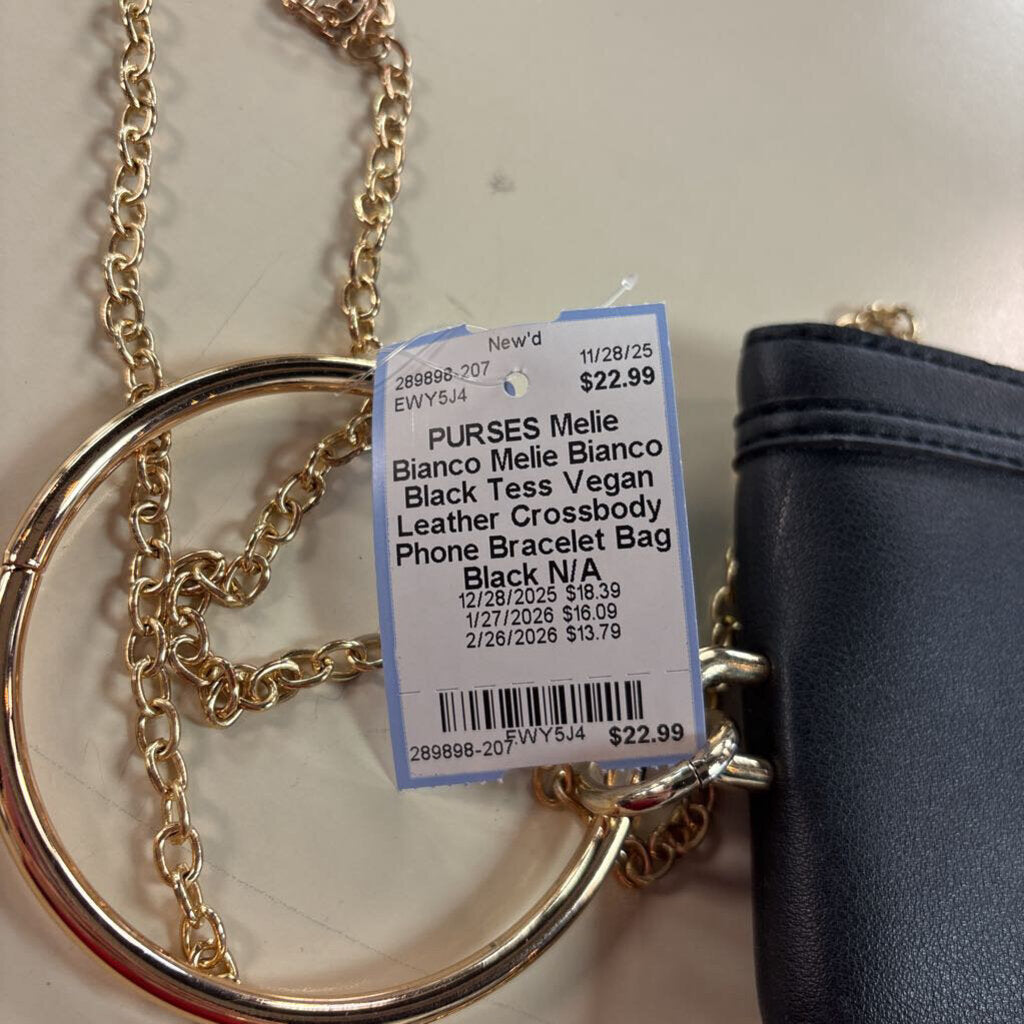 New'd
289898-207 11/28/25
EWY5J4 $22.99
PURSES Melie
Bianco Melie Bianco
Black Tess Vegan
Leather Crossbody
Phone Bracelet Bag
Black N/A
12/28/2025 $18.39
1/27/2026 $16.09
2/26/2026 $13.79
EWY5J4
289898-207 $22.99